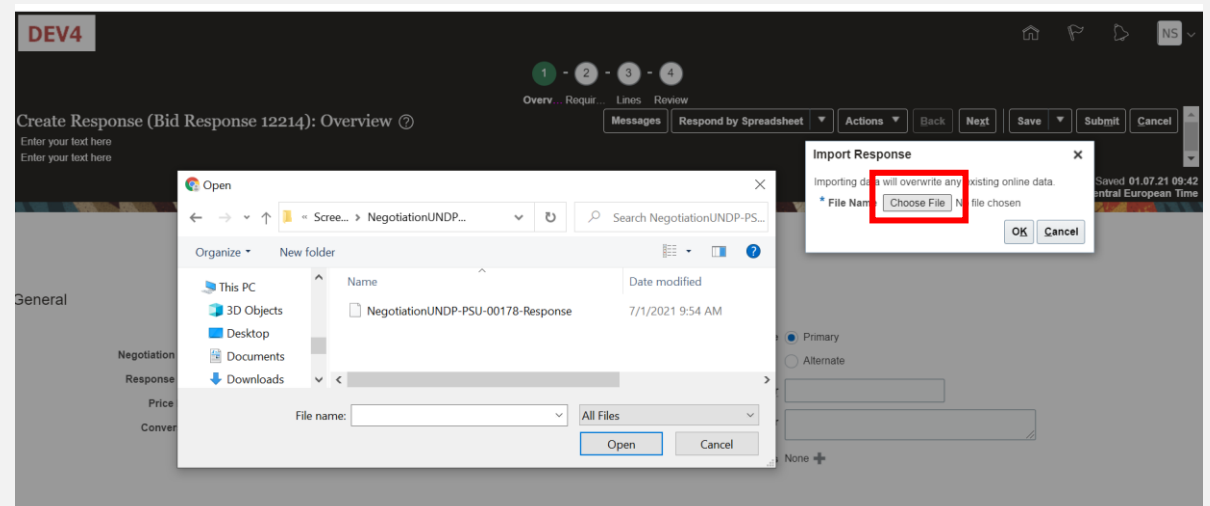 DEV4
NS
1 - 2 - 3 - 4
Overv... Requir... Lines Review
Create Response (Bid Response 12214): Overview ?
Messages Respond by Spreadsheet Actions Back Next Save Submit Cancel
Enter your text here
Enter your text here
Import Response
Importing data will overwrite any existing online data.
* File Name Choose File No file chosen
OK Cancel
Saved 01.07.21 09:42
entral European Time
Open
« Scree... > NegotiationUNDP...
Search NegotiationUNDP-PS...
Organize New folder
Name Date modified
This PC
3D Objects
Desktop
Documents
Downloads
NegotiationUNDP-PSU-00178-Response 7/1/2021 9:54 AM
File name: All Files
Open Cancel
General
Negotiation
Response
Price
Conver
Primary
Alternate
None